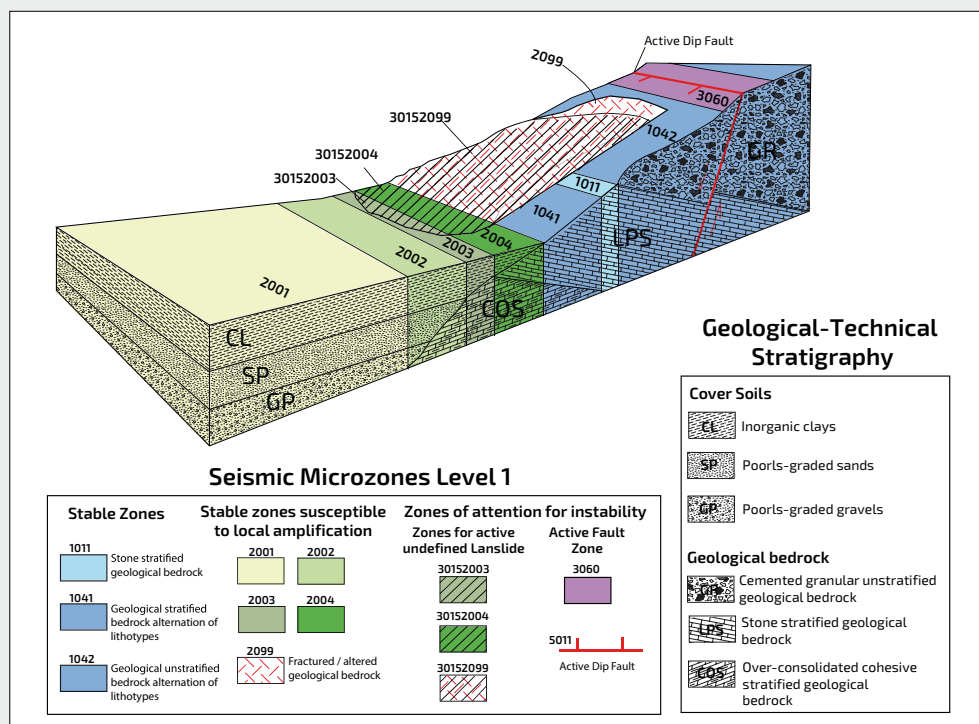 Active Dip Fault
2099
3060
30152099
1042
GR
30152004
30152003
1011
1041
LPS
2004
2003
2002
COS
2001
CL
SP
GP
Geological-Technical
Stratigraphy
Cover Soils
CL
Inorganic clays
SP
Poorls-graded sands
GP
Poorls-graded gravels
Geological bedrock
GR
Cemented granular unstratified
geological bedrock
LPS
Stone stratified geological
bedrock
COS
Over-consolidated cohesive
stratified geological
bedrock
Seismic Microzones Level 1
Stable Zones
1011
Stone stratified
geological bedrock
1041
Geological stratified
bedrock alternation of
lithotypes
1042
Geological unstratified
bedrock alternation of
lithotypes
Stable zones susceptible
to local amplification
2001
2002
2003
2004
2099
Fractured / altered
geological bedrock
Zones of attention for instability
Zones for active
undefined Lanslide
30152003
30152004
30152099
Active Fault
Zone
3060
5011
Active Dip Fault